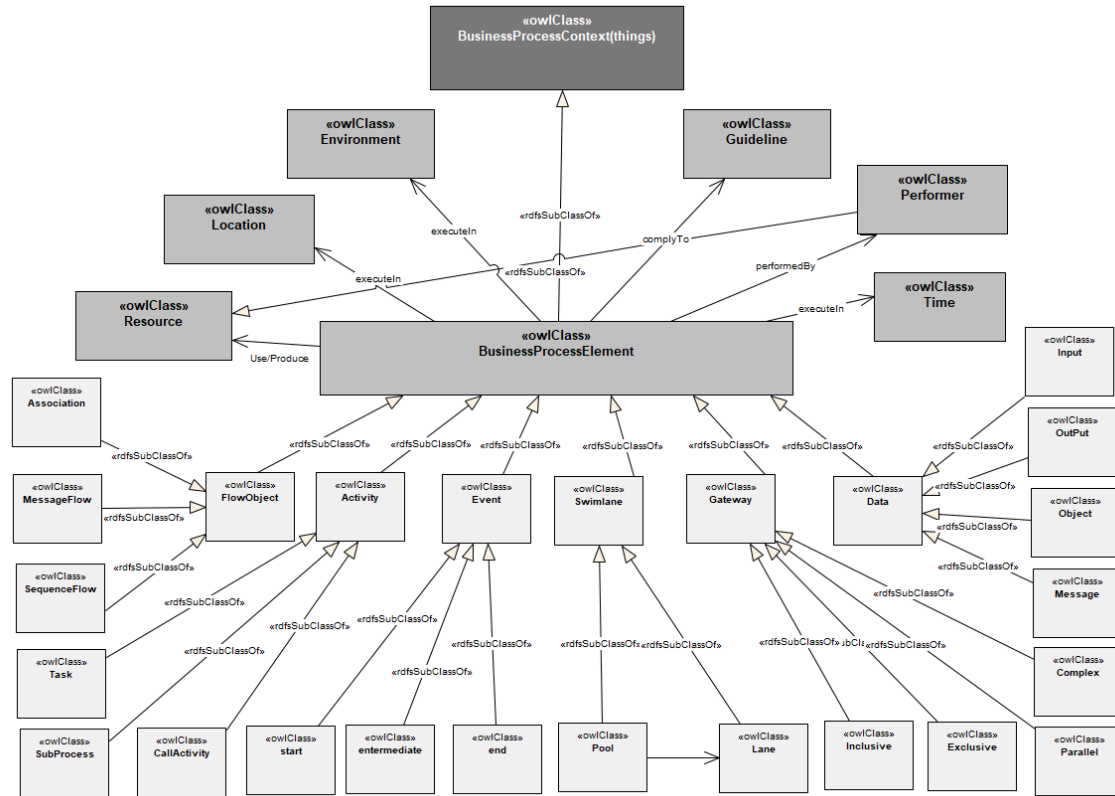 «owlClass»
BusinessProcessContext(things)
«owlClass»
Environment
«owlClass»
Guideline
«owlClass»
Location
«owlClass»
Performer
«rdfsSubClassOf»
executeIn
complyTo
«rdfsSubClassOf»
performedBy
executeIn
«owlClass»
Resource
«owlClass»
Time
executeIn
Use/Produce
«owlClass»
BusinessProcessElement
«owlClass»
Input
«owlClass»
Association
«owlClass»
OutPut
«rdfsSubClassOf»
«rdfsSubClassOf»
«rdfsSubClassOf»
«rdfsSubClassOf»
«rdfsSubClassOf»
«rdfsSubClassOf»
«rdfsSubClassOf»
«rdfsSubClassOf»
«rdfsSubClassOf»
«owlClass»
MessageFlow
«owlClass»
FlowObject
«owlClass»
Activity
«owlClass»
Event
«owlClass»
Swimlane
«owlClass»
Gateway
«owlClass»
Data
«owlClass»
Object
«rdfsSubClassOf»
«rdfsSubClassOf»
«rdfsSubClassOf»
«rdfsSubClassOf»
«owlClass»
SequenceFlow
«owlClass»
Message
«rdfsSubClassOf»
«rdfsSubClassOf»
«rdfsSubClassOf»
«rdfsSubClassOf»
«rdfsSubClassOf»
«rdfsSubClassOf»
«rdfsSubClassOf»
«rdfsSubClassOf»
«rdfsSubClassOf»
«rdfsSubClassOf»
«rdfsSubClassOf»
«owlClass»
Task
«owlClass»
Complex
«owlClass»
SubProcess
«owlClass»
CallActivity
«owlClass»
start
«owlClass»
entermediate
«owlClass»
end
«owlClass»
Pool
«owlClass»
Lane
«owlClass»
Inclusive
«owlClass»
Exclusive
«owlClass»
Parallel